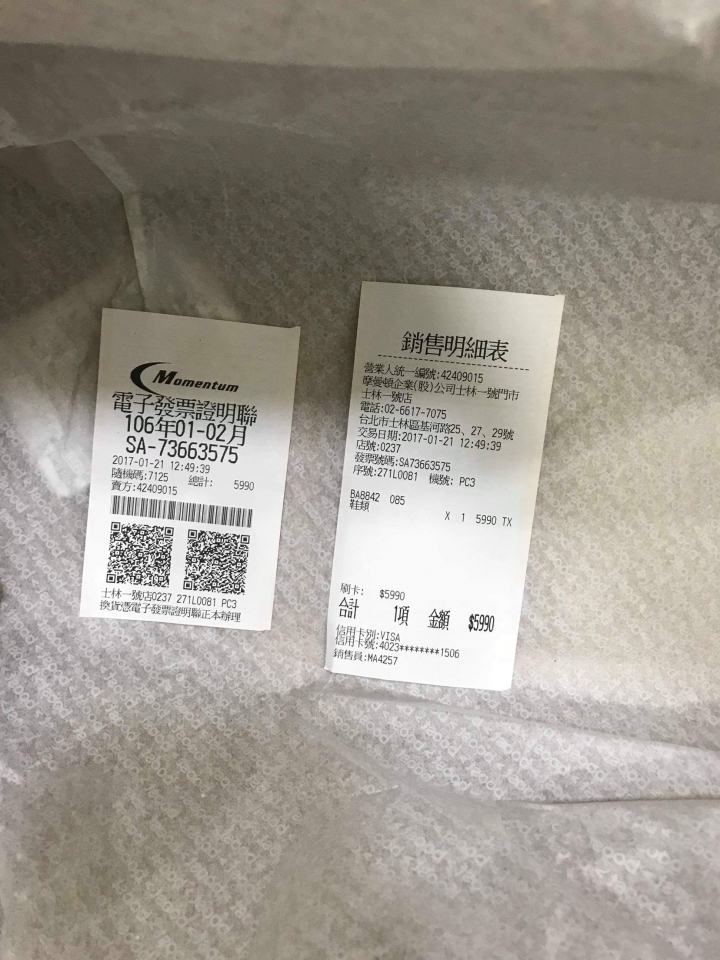 Momentum
電子發票證明聯
106年01-02月
SA-73663575
2017-01-21 12:49:39
隨機碼:7125 總計: 5990
賣方:42409015
士林一號店0237 271L0081 PC3
換貨憑電子發票證明聯正本辦理
銷售明細表
營業人統一編號:42409015
摩曼頓企業(股)公司士林一號門市
士林一號店
電話:02-6617-7075
台北市士林區基河路25、27、29號
交易日期:2017-01-21 12:49:39
店號:0237
發票號碼:SA73663575
序號:271L0081 機號: PC3
BA8842 085
鞋類
X 1 5990 TX
刷卡: $5990
合計 1項 金額 $5990
信用卡別:VISA
信用卡號:4023********1506
銷售員:MA4257